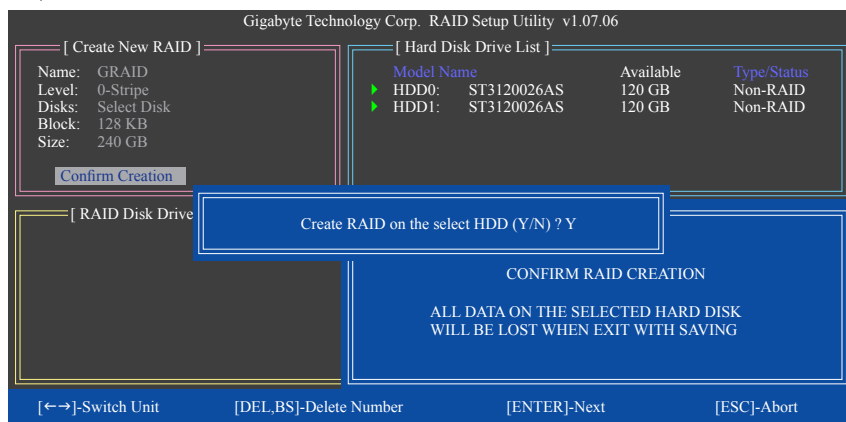 Gigabyte Technology Corp. RAID Setup Utility v1.07.06
[ Create New RAID ]
Name: GRAID
Level: 0-Stripe
Disks: Select Disk
Block: 128 KB
Size: 240 GB
Confirm Creation
[ Hard Disk Drive List ]
Model Name Available Type/Status
HDD0: ST3120026AS 120 GB Non-RAID
HDD1: ST3120026AS 120 GB Non-RAID
[ RAID Disk Drive
Create RAID on the select HDD (Y/N) ? Y
CONFIRM RAID CREATION
ALL DATA ON THE SELECTED HARD DISK
WILL BE LOST WHEN EXIT WITH SAVING
[←→]-Switch Unit [DEL,BS]-Delete Number [ENTER]-Next [ESC]-Abort